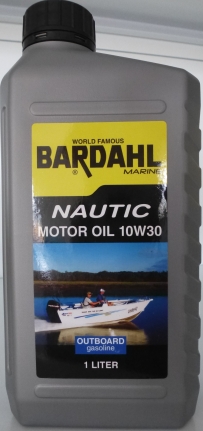 WORLD FAMOUS
BARDAHL
®
MARINE
NAUTIC
MOTOR OIL 10W30
OUTBOARD
gasoline
1 LITER